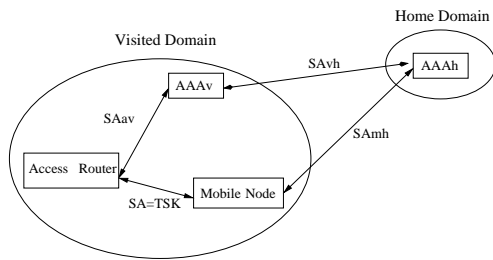 Home Domain
Visited Domain
SAvh
AAAh
AAAv
SAav
SAmh
Access Router
Mobile Node
SA=TSK